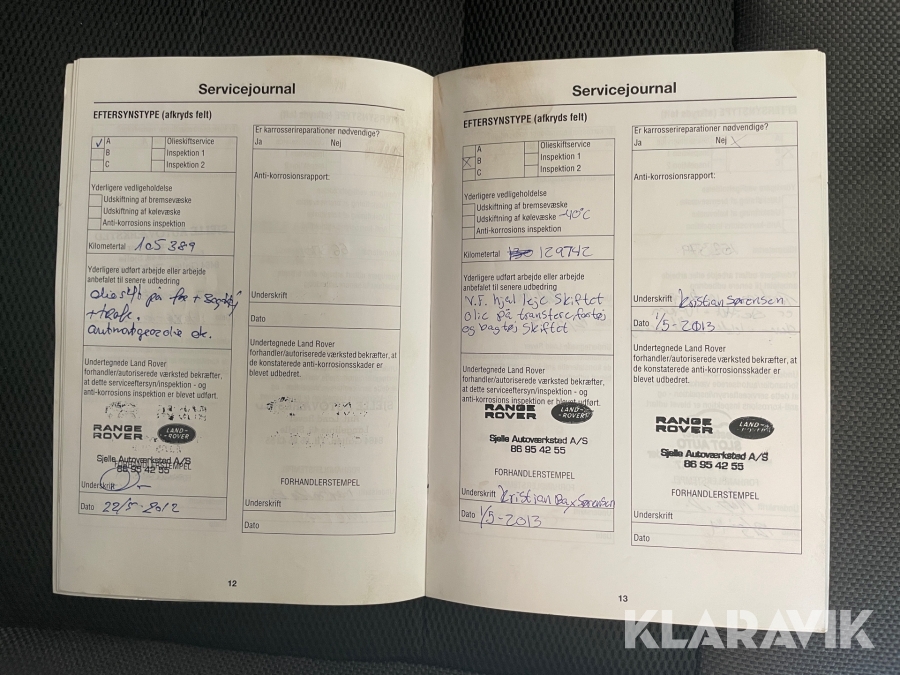 Servicejournal
EFTERSYNSTYPE (afkryds felt)
A
B
C
Olieskiftservice
Inspektion 1
Inspektion 2
Yderligere vedligeholdelse
Udskiftning af bremsevæske
Udskiftning af kølevæske
Anti-korrosions inspektion
Kilometertal 105389
Yderligere udført arbejde eller arbejde
anbefalet til senere udbedring
olieskift på for + bagtøj
Undertegnede Land Rover
forhandler/autoriserede værksted bekræfter,
at dette serviceeftersyn/inspektion - og
anti-korrosions inspektion er blevet udført.
RANGE ROVER
LAND-ROVER
Sjelle Autoværksted A/S
86 95 42 55
FORHANDLERSTEMPEL
Underskrift
Dato 22/5-2012
Er karrosserireparationer nødvendige?
Ja Nej
Anti-korrosionsrapport:
Underskrift
Dato
Undertegnede Land Rover
forhandler/autoriserede værksted bekræfter, at
de konstaterede anti-korrosionsskader er
blevet udbedret.
FORHANDLERSTEMPEL
Underskrift
Dato
12
Servicejournal
EFTERSYNSTYPE (afkryds felt)
A
B
C
Olieskiftservice
Inspektion 1
Inspektion 2
Yderligere vedligeholdelse
Udskiftning af bremsevæske
Udskiftning af kølevæske -40°C
Anti-korrosions inspektion
Kilometertal 129742
Yderligere udført arbejde eller arbejde
anbefalet til senere udbedring
V.F. hjul leje Skiftet
olie på transfere, fortøj
og bagtøj Skiftet
Undertegnede Land Rover
forhandler/autoriserede værksted bekræfter,
at dette serviceeftersyn/inspektion - og
anti-korrosions inspektion er blevet udført.
RANGE ROVER
LAND-ROVER
Sjelle Autoværksted A/S
86 95 42 55
FORHANDLERSTEMPEL
Underskrift Kristian Bax Sørensen
Dato 1/5-2013
Er karrosserireparationer nødvendige?
Ja Nej X
Anti-korrosionsrapport:
Underskrift Kristian Sørensen
Dato 1/5-2013
Undertegnede Land Rover
forhandler/autoriserede værksted bekræfter, at
de konstaterede anti-korrosionsskader er
blevet udbedret.
RANGE ROVER
LAND-ROVER
Sjelle Autoværksted A/S
86 95 42 55
FORHANDLERSTEMPEL
Underskrift
Dato
13
KLARAVIK